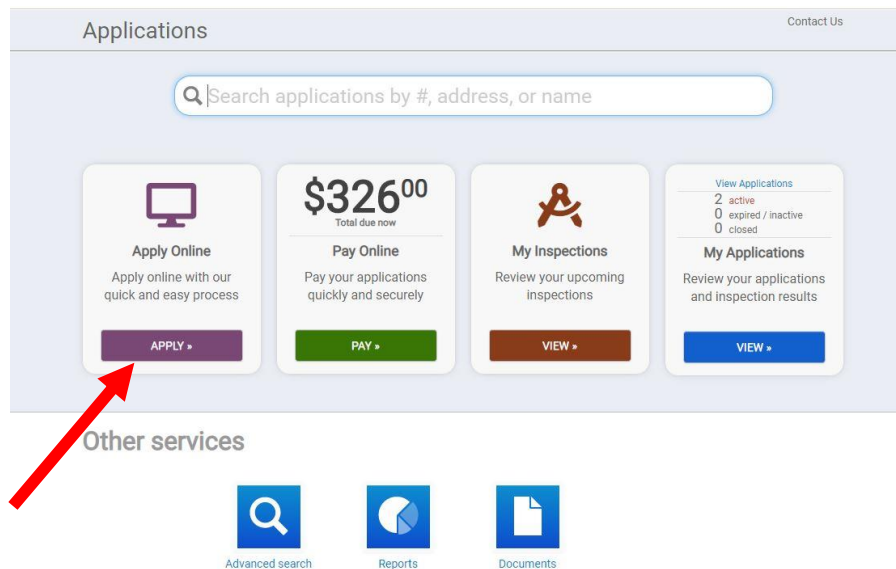 Applications
Contact Us
Search applications by #, address, or name
$32600
Total due now
View Applications
2 active
0 expired / inactive
0 closed
Apply Online
Pay Online
My Inspections
My Applications
Apply online with our
quick and easy process
Pay your applications
quickly and securely
Review your upcoming
inspections
Review your applications
and inspection results
APPLY »
PAY »
VIEW »
VIEW »
Other services
Advanced search
Reports
Documents